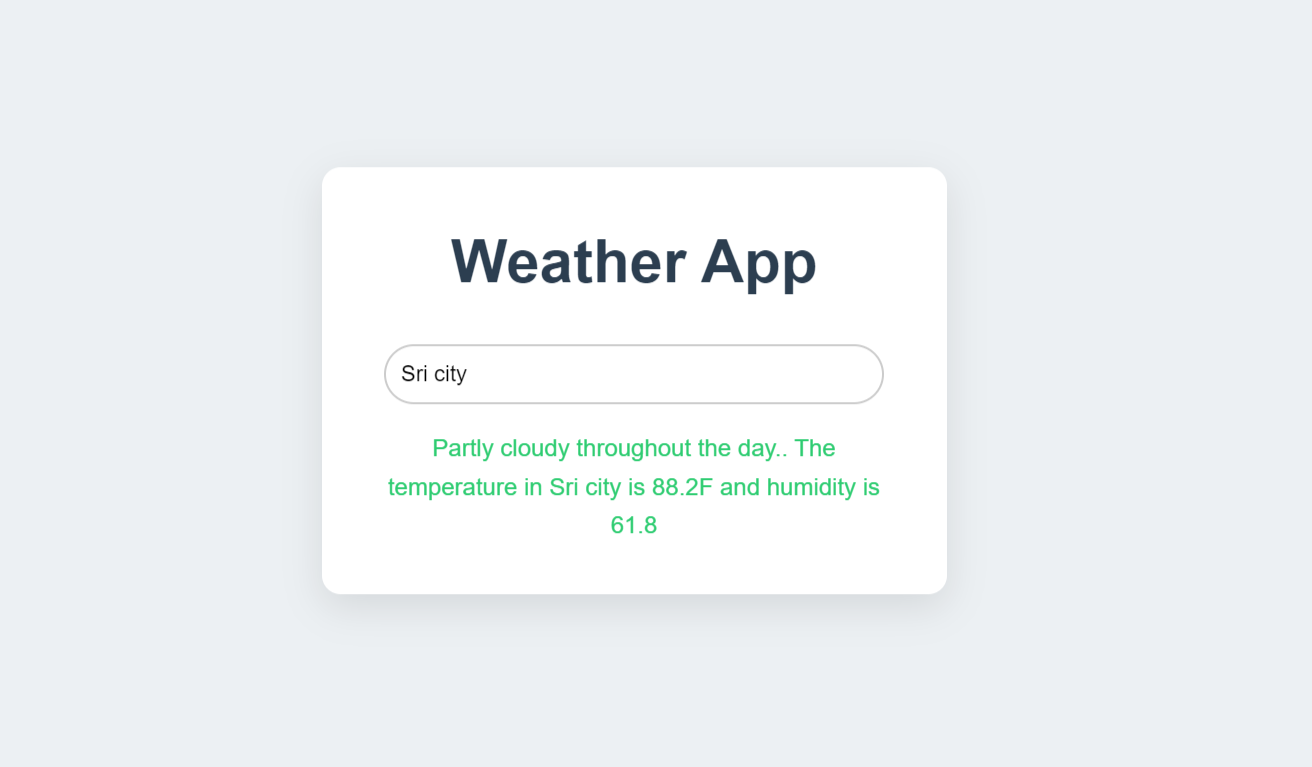 Weather App
Sri city
Partly cloudy throughout the day.. The
temperature in Sri city is 88.2F and humidity is
61.8